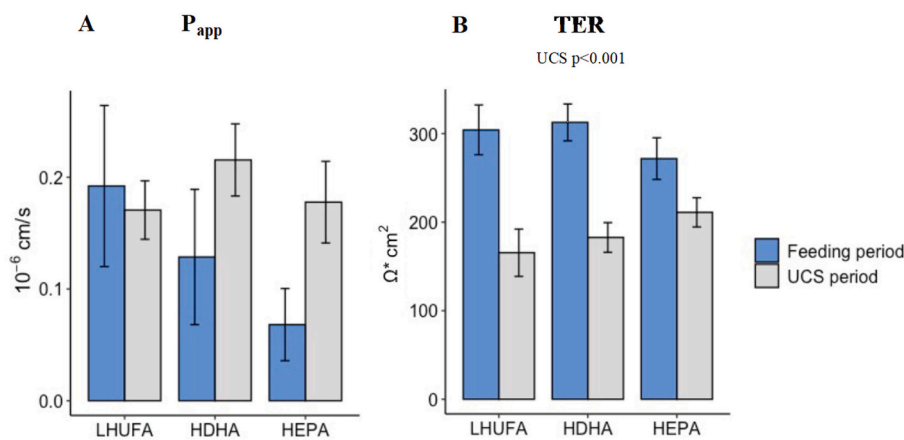 A
P_app
10⁻⁶ cm/s
0.2
0.1
0.0
LHUFA HDHA HEPA
B
TER
UCS p<0.001
Ω* cm²
300
200
100
0
LHUFA HDHA HEPA
Feeding period
UCS period